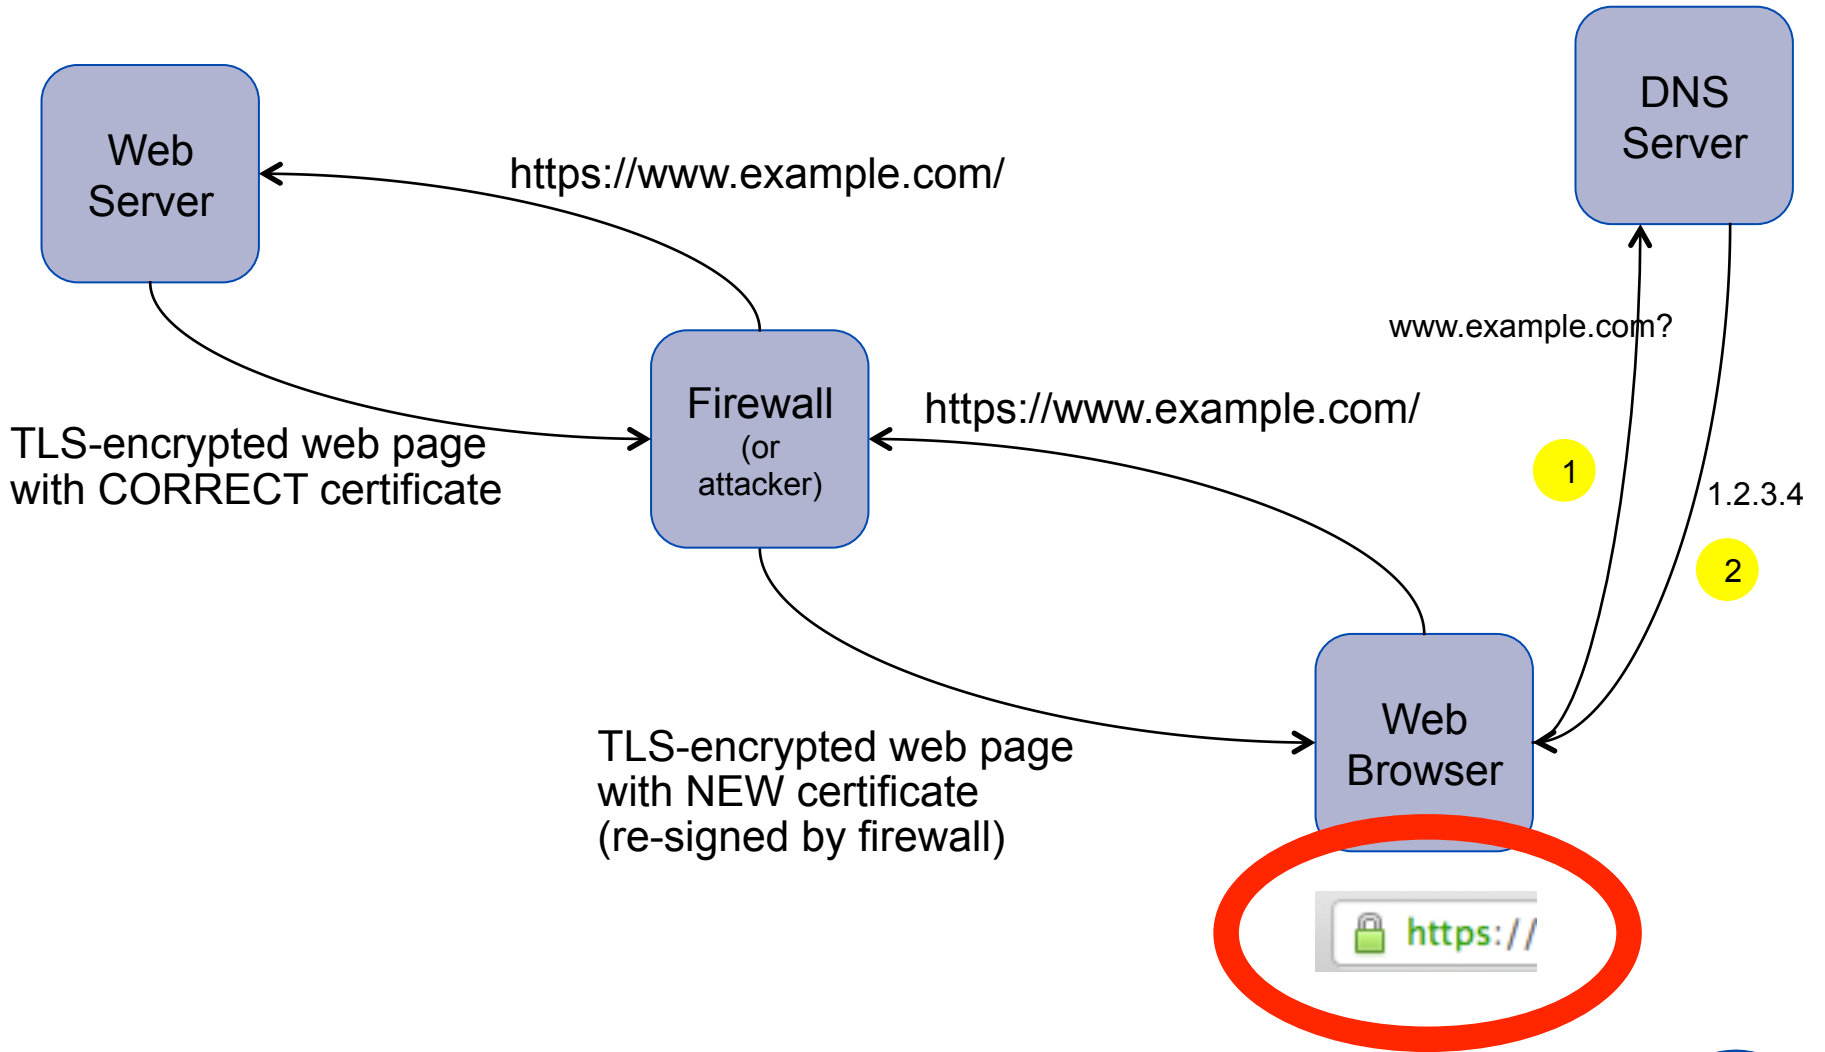 DNS
Server
Web
Server
https://www.example.com/
www.example.com?
Firewall
(or
attacker)
https://www.example.com/
TLS-encrypted web page
with CORRECT certificate
1
1.2.3.4
2
Web
Browser
TLS-encrypted web page
with NEW certificate
(re-signed by firewall)
https://